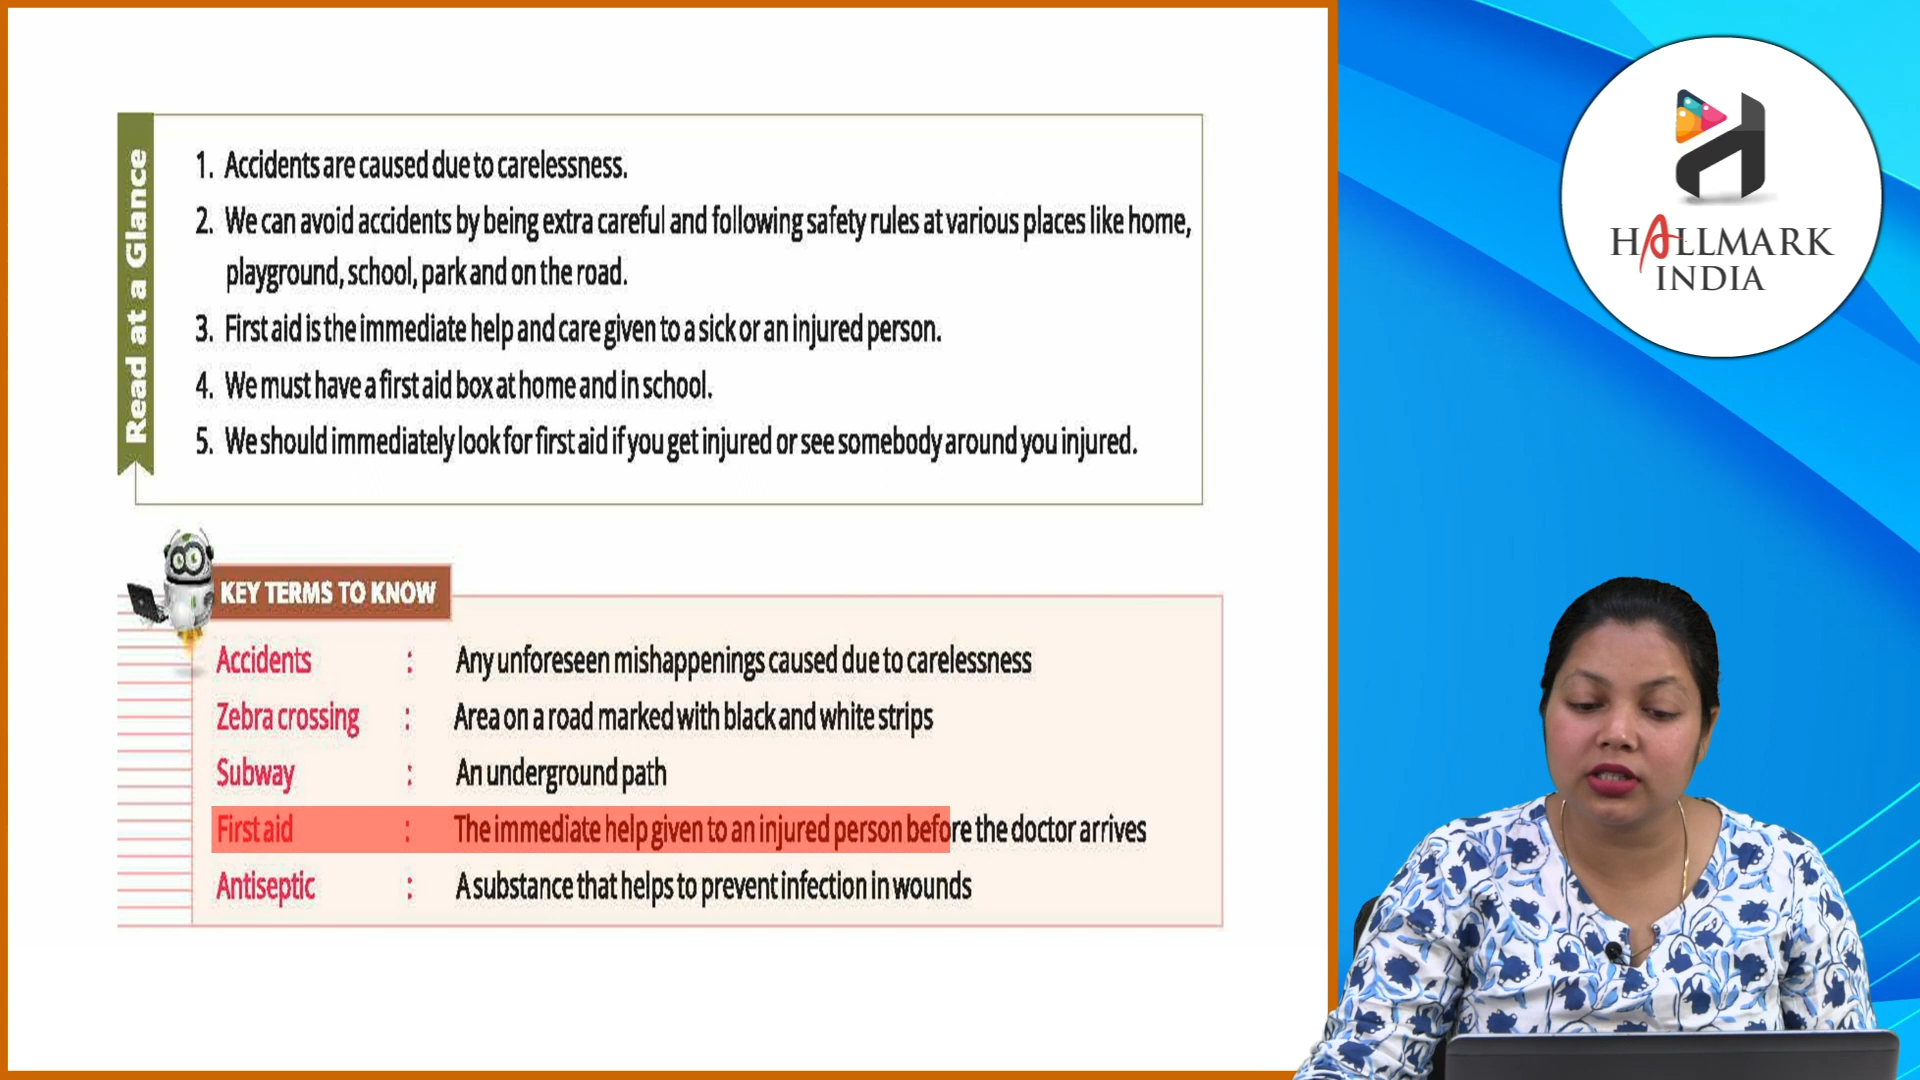 Read at a Glance
1. Accidents are caused due to carelessness.
2. We can avoid accidents by being extra careful and following safety rules at various places like home,
playground, school, park and on the road.
3. First aid is the immediate help and care given to a sick or an injured person.
4. We must have a first aid box at home and in school.
5. We should immediately look for first aid if you get injured or see somebody around you injured.
KEY TERMS TO KNOW
Accidents : Any unforeseen mishappenings caused due to carelessness
Zebra crossing : Area on a road marked with black and white strips
Subway : An underground path
First aid : The immediate help given to an injured person before the doctor arrives
Antiseptic : A substance that helps to prevent infection in wounds
HALLMARK
INDIA